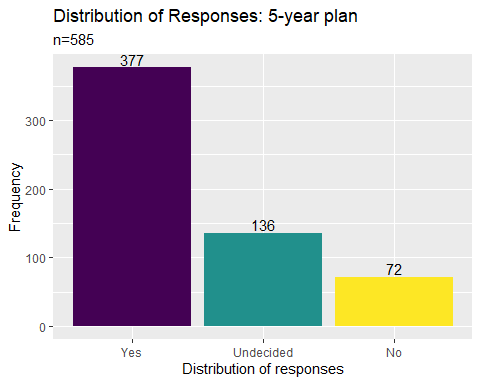 Distribution of Responses: 5-year plan
n=585
377
136
72
300
200
100
0
Frequency
Yes
Undecided
No
Distribution of responses